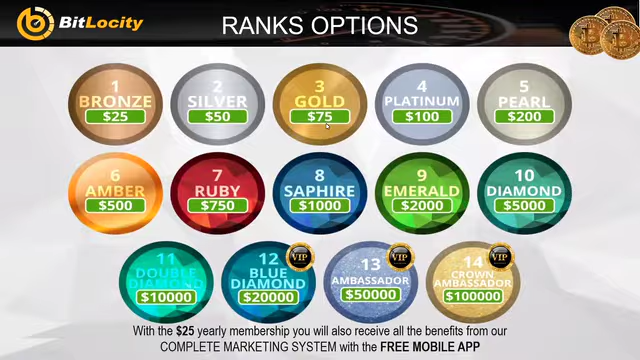 BitLocity
RANKS OPTIONS
1
BRONZE
$25
2
SILVER
$50
3
GOLD
$75
4
PLATINUM
$100
5
PEARL
$200
6
AMBER
$500
7
RUBY
$750
8
SAPHIRE
$1000
9
EMERALD
$2000
10
DIAMOND
$5000
11
DOUBLE
DIAMOND
$10000
12
BLUE
DIAMOND
$20000
VIP
13
AMBASSADOR
$50000
VIP
14
CROWN
AMBASSADOR
$100000
VIP
With the $25 yearly membership you will also receive all the benefits from our
COMPLETE MARKETING SYSTEM with the FREE MOBILE APP